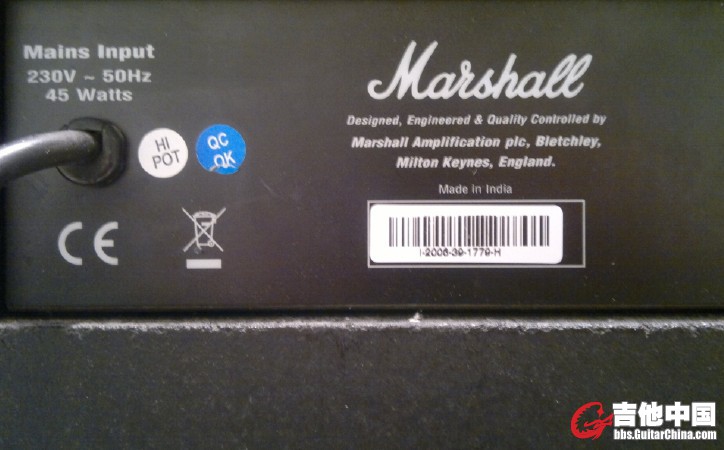 Mains Input
230V ~ 50Hz
45 Watts
HI
POT
QC
OK
Marshall
Designed, Engineered & Quality Controlled by
Marshall Amplification plc, Bletchley,
Milton Keynes, England.
Made in India
I-2006-39-1779-H
CE
吉他中国
bbs.GuitarChina.com